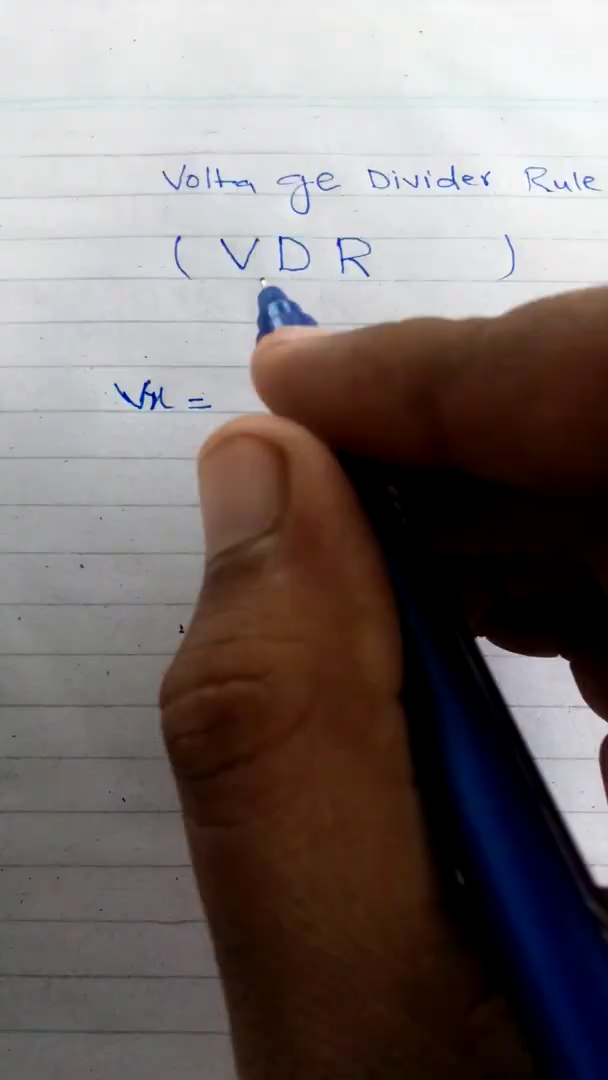 Voltage Divider Rule
( VDR )
Vx =